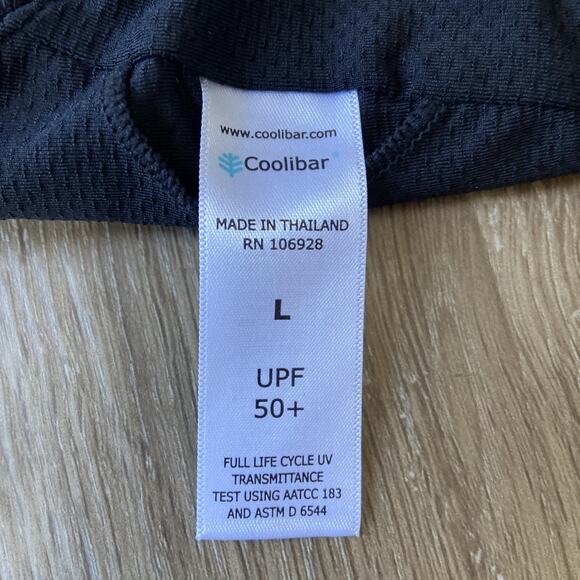 www.coolibar.com
Coolibar
MADE IN THAILAND
RN 106928
L
UPF
50+
FULL LIFE CYCLE UV
TRANSMITTANCE
TEST USING AATCC 183
AND ASTM D 6544